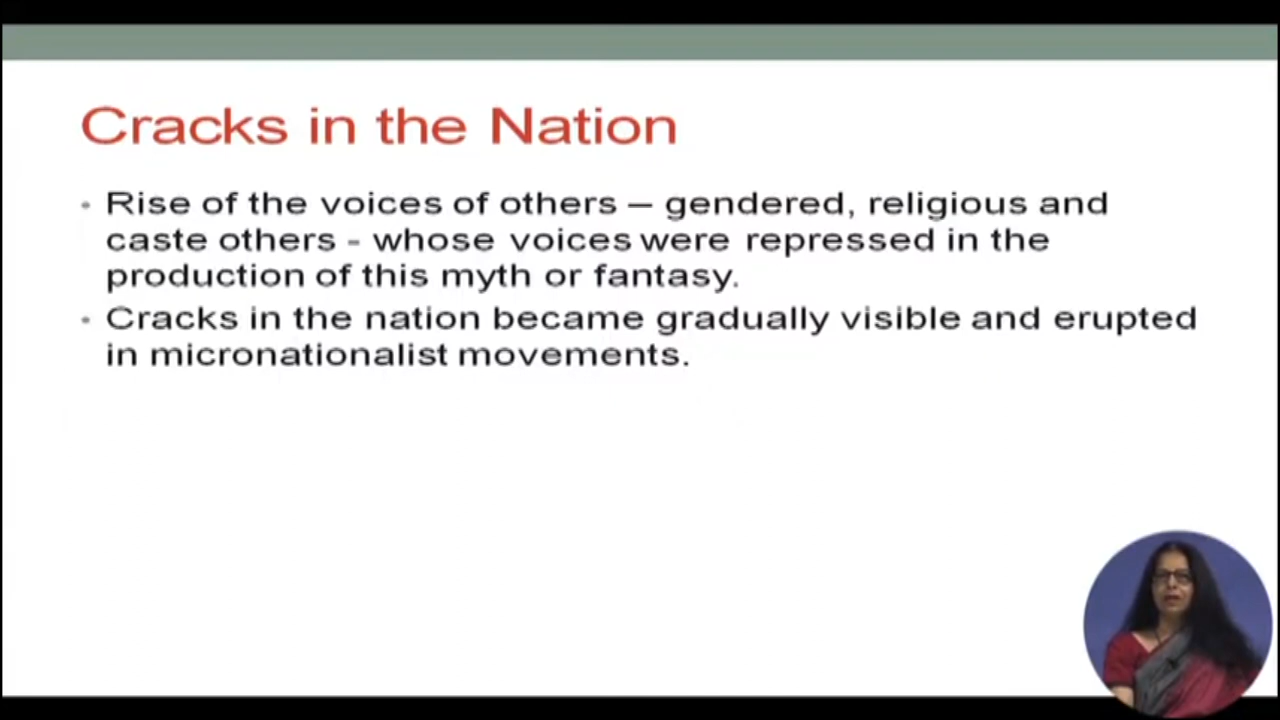 Cracks in the Nation
• Rise of the voices of others – gendered, religious and
caste others - whose voices were repressed in the
production of this myth or fantasy.
• Cracks in the nation became gradually visible and erupted
in micronationalist movements.